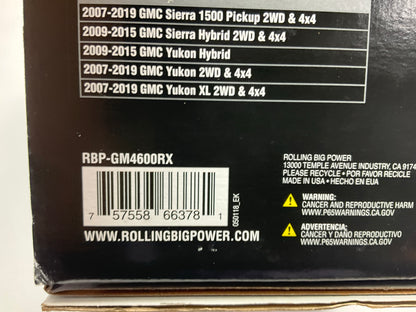 2007-2019 GMC Sierra 1500 Pickup 2WD & 4x4
2009-2015 GMC Sierra Hybrid 2WD & 4x4
2009-2015 GMC Yukon Hybrid
2007-2019 GMC Yukon 2WD & 4x4
2007-2019 GMC Yukon XL 2WD & 4x4
RBP-GM4600RX
7 57558 66378 1
050118_EK
WWW.ROLLINGBIGPOWER.COM
ROLLING BIG POWER
13000 TEMPLE AVENUE INDUSTRY, CA 9174
PLEASE RECYCLE • POR FAVOR RECICLE
MADE IN USA • HECHO EN EUA
WARNING:
CANCER AND REPRODUCTIVE HARM
WWW.P65WARNINGS.CA.GOV
ADVERTENCIA;
CANCER Y DAÑO REPRODUCTIVO
WWW.P65WARNINGS.CA.GOV